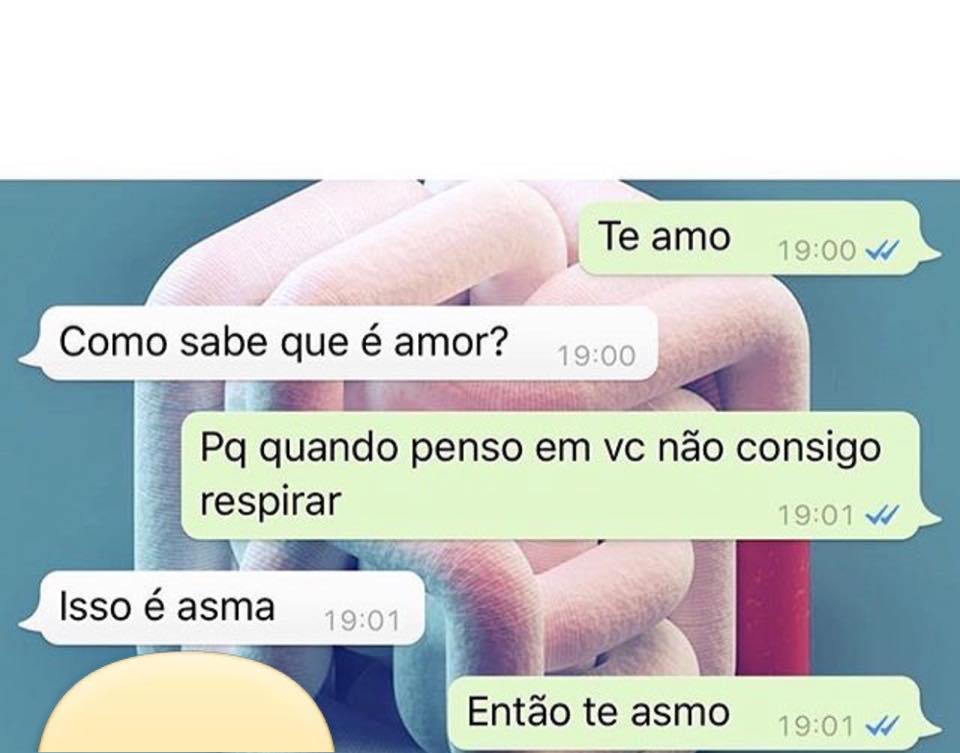 Te amo 19:00
Como sabe que é amor? 19:00
Pq quando penso em vc não consigo
respirar 19:01
Isso é asma 19:01
Então te asmo 19:01